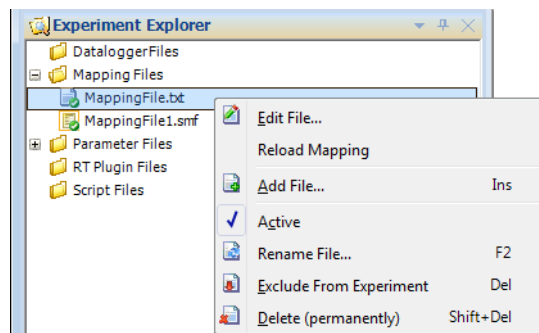 Experiment Explorer
DataloggerFiles
Mapping Files
MappingFile.txt
MappingFile1.smf
Parameter Files
RT Plugin Files
Script Files
Edit File...
Reload Mapping
Add File... Ins
Active
Rename File... F2
Exclude From Experiment Del
Delete (permanently) Shift+Del